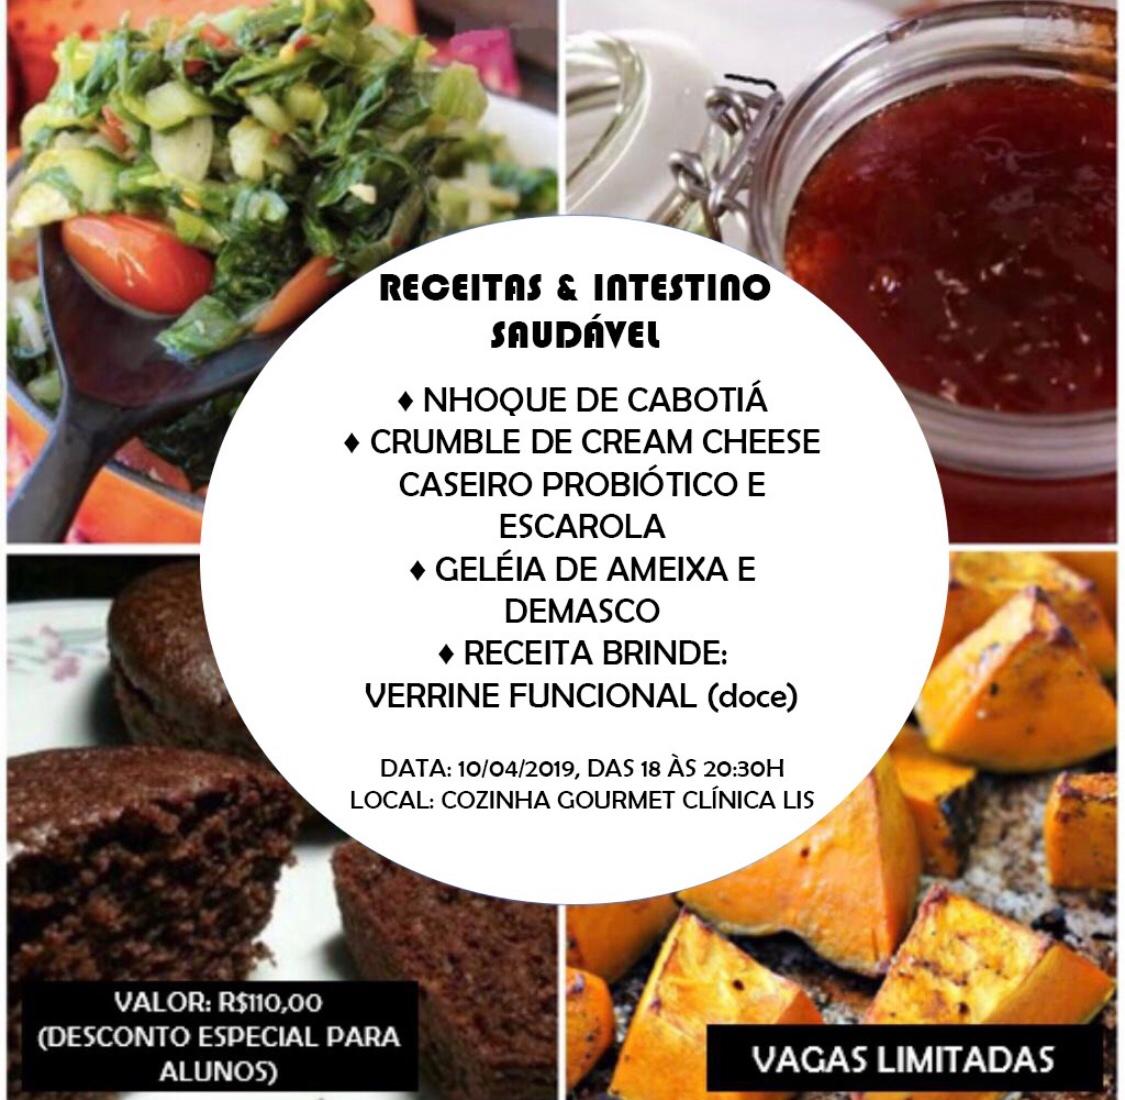 RECEITAS & INTESTINO
SAUDÁVEL
♦ NHOQUE DE CABOTIÁ
♦ CRUMBLE DE CREAM CHEESE
CASEIRO PROBIÓTICO E
ESCAROLA
♦ GELÉIA DE AMEIXA E
DEMASCO
♦ RECEITA BRINDE:
VERRINE FUNCIONAL (doce)
DATA: 10/04/2019, DAS 18 ÀS 20:30H
LOCAL: COZINHA GOURMET CLÍNICA LIS
VALOR: R$110,00
(DESCONTO ESPECIAL PARA
ALUNOS)
VAGAS LIMITADAS